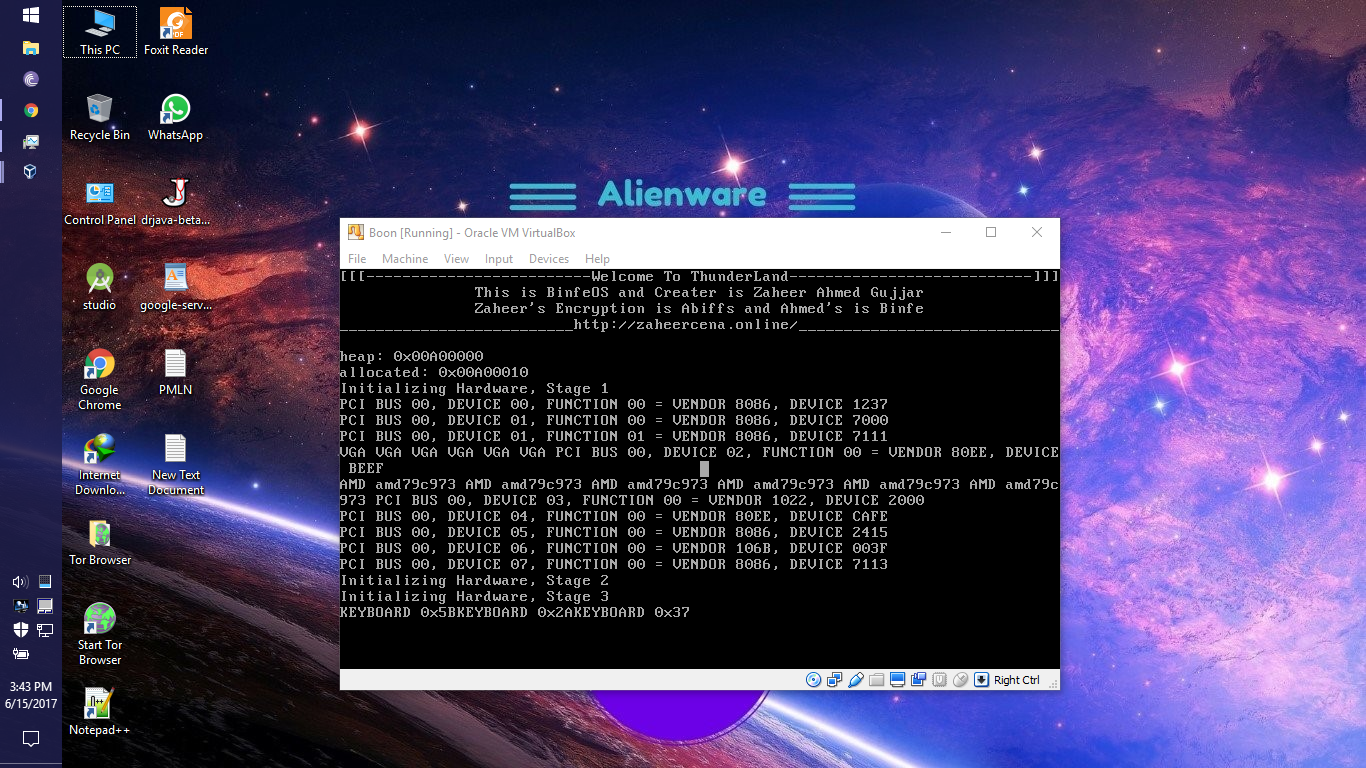 This PC
Foxit Reader
Recycle Bin
WhatsApp
Control Panel
drjava-beta...
studio
google-serv...
Google
Chrome
PMLN
Internet
Downlo...
New Text
Document
Tor Browser
Start Tor
Browser
Notepad++
3:43 PM
6/15/2017
Alienware
Boon [Running] - Oracle VM VirtualBox
File Machine View Input Devices Help
[[[-------------------------Welcome To ThunderLand---------------------------]]]
This is BinfeOS and Creater is Zaheer Ahmed Gujjar
Zaheer's Encryption is Abiffs and Ahmed's is Binfe
__________________________http://zaheercena.online/_____________________________
heap: 0x00A00000
allocated: 0x00A00010
Initializing Hardware, Stage 1
PCI BUS 00, DEVICE 00, FUNCTION 00 = VENDOR 8086, DEVICE 1237
PCI BUS 00, DEVICE 01, FUNCTION 00 = VENDOR 8086, DEVICE 7000
PCI BUS 00, DEVICE 01, FUNCTION 01 = VENDOR 8086, DEVICE 7111
VGA VGA VGA VGA VGA VGA PCI BUS 00, DEVICE 02, FUNCTION 00 = VENDOR 80EE, DEVICE
BEEF
AMD amd79c973 AMD amd79c973 AMD amd79c973 AMD amd79c973 AMD amd79c973 AMD amd79c
973 PCI BUS 00, DEVICE 03, FUNCTION 00 = VENDOR 1022, DEVICE 2000
PCI BUS 00, DEVICE 04, FUNCTION 00 = VENDOR 80EE, DEVICE CAFE
PCI BUS 00, DEVICE 05, FUNCTION 00 = VENDOR 8086, DEVICE 2415
PCI BUS 00, DEVICE 06, FUNCTION 00 = VENDOR 106B, DEVICE 003F
PCI BUS 00, DEVICE 07, FUNCTION 00 = VENDOR 8086, DEVICE 7113
Initializing Hardware, Stage 2
Initializing Hardware, Stage 3
KEYBOARD 0x5BKEYBOARD 0x2AKEYBOARD 0x37
Right Ctrl